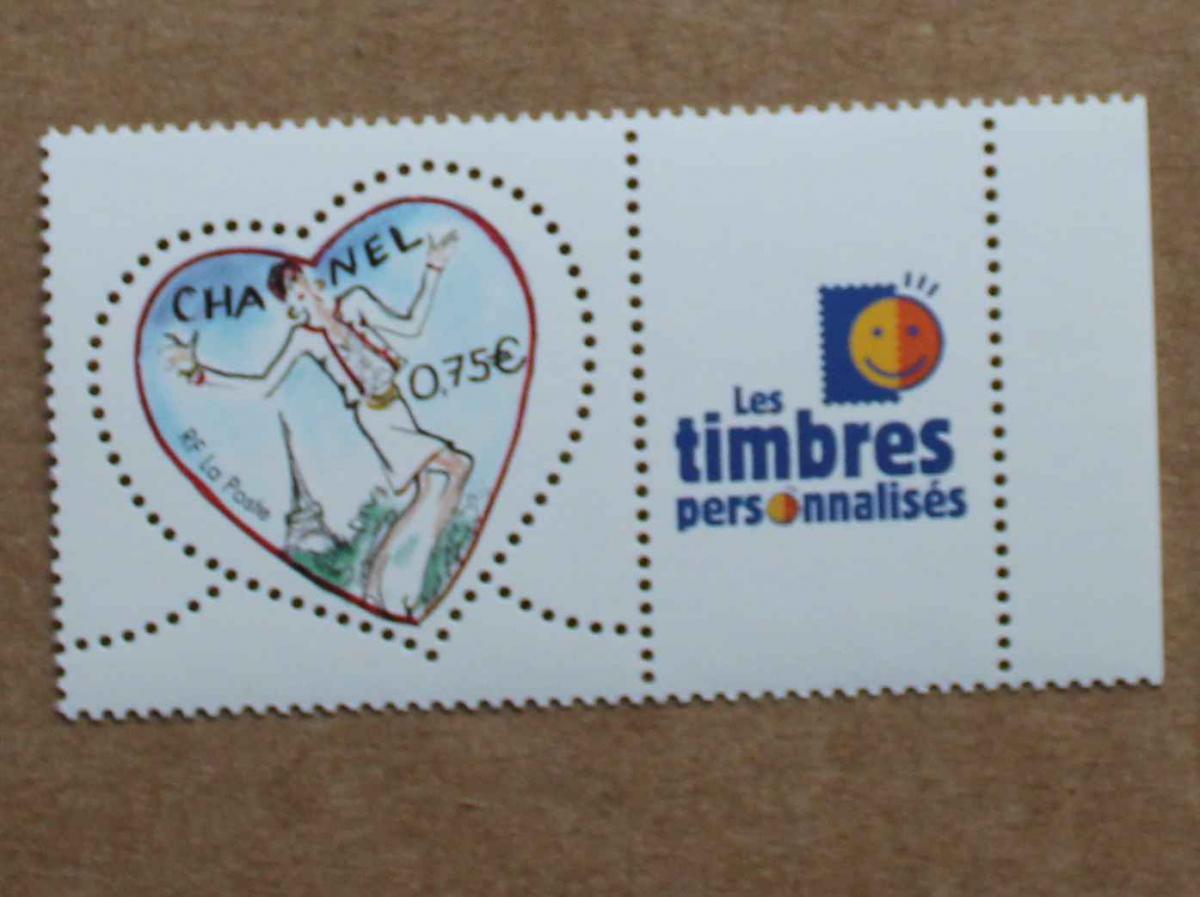 CHANEL
0,75€
RF La Poste
Les
timbres
personnalisés